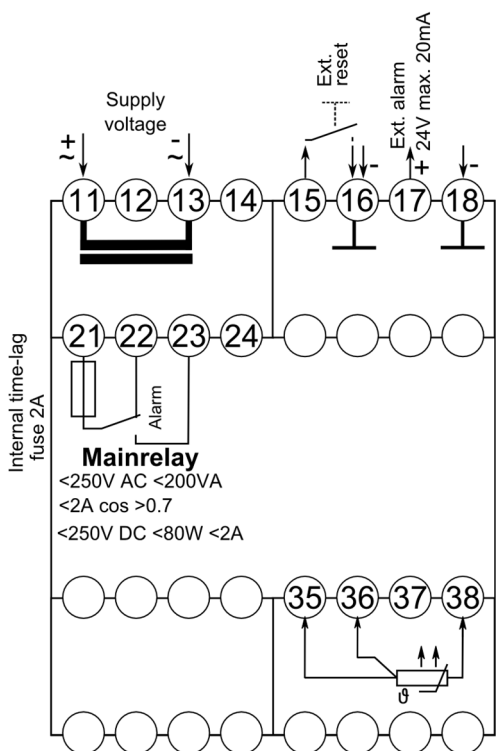 Supply
voltage
Ext.
reset
Ext. alarm
24V max. 20mA
+
~
-
~
-
+
-
11
12
13
14
15
16
17
18
21
22
23
24
Internal time-lag
fuse 2A
Alarm
Mainrelay
<250V AC <200VA
<2A cos >0.7
<250V DC <80W <2A
35
36
37
38
ϑ